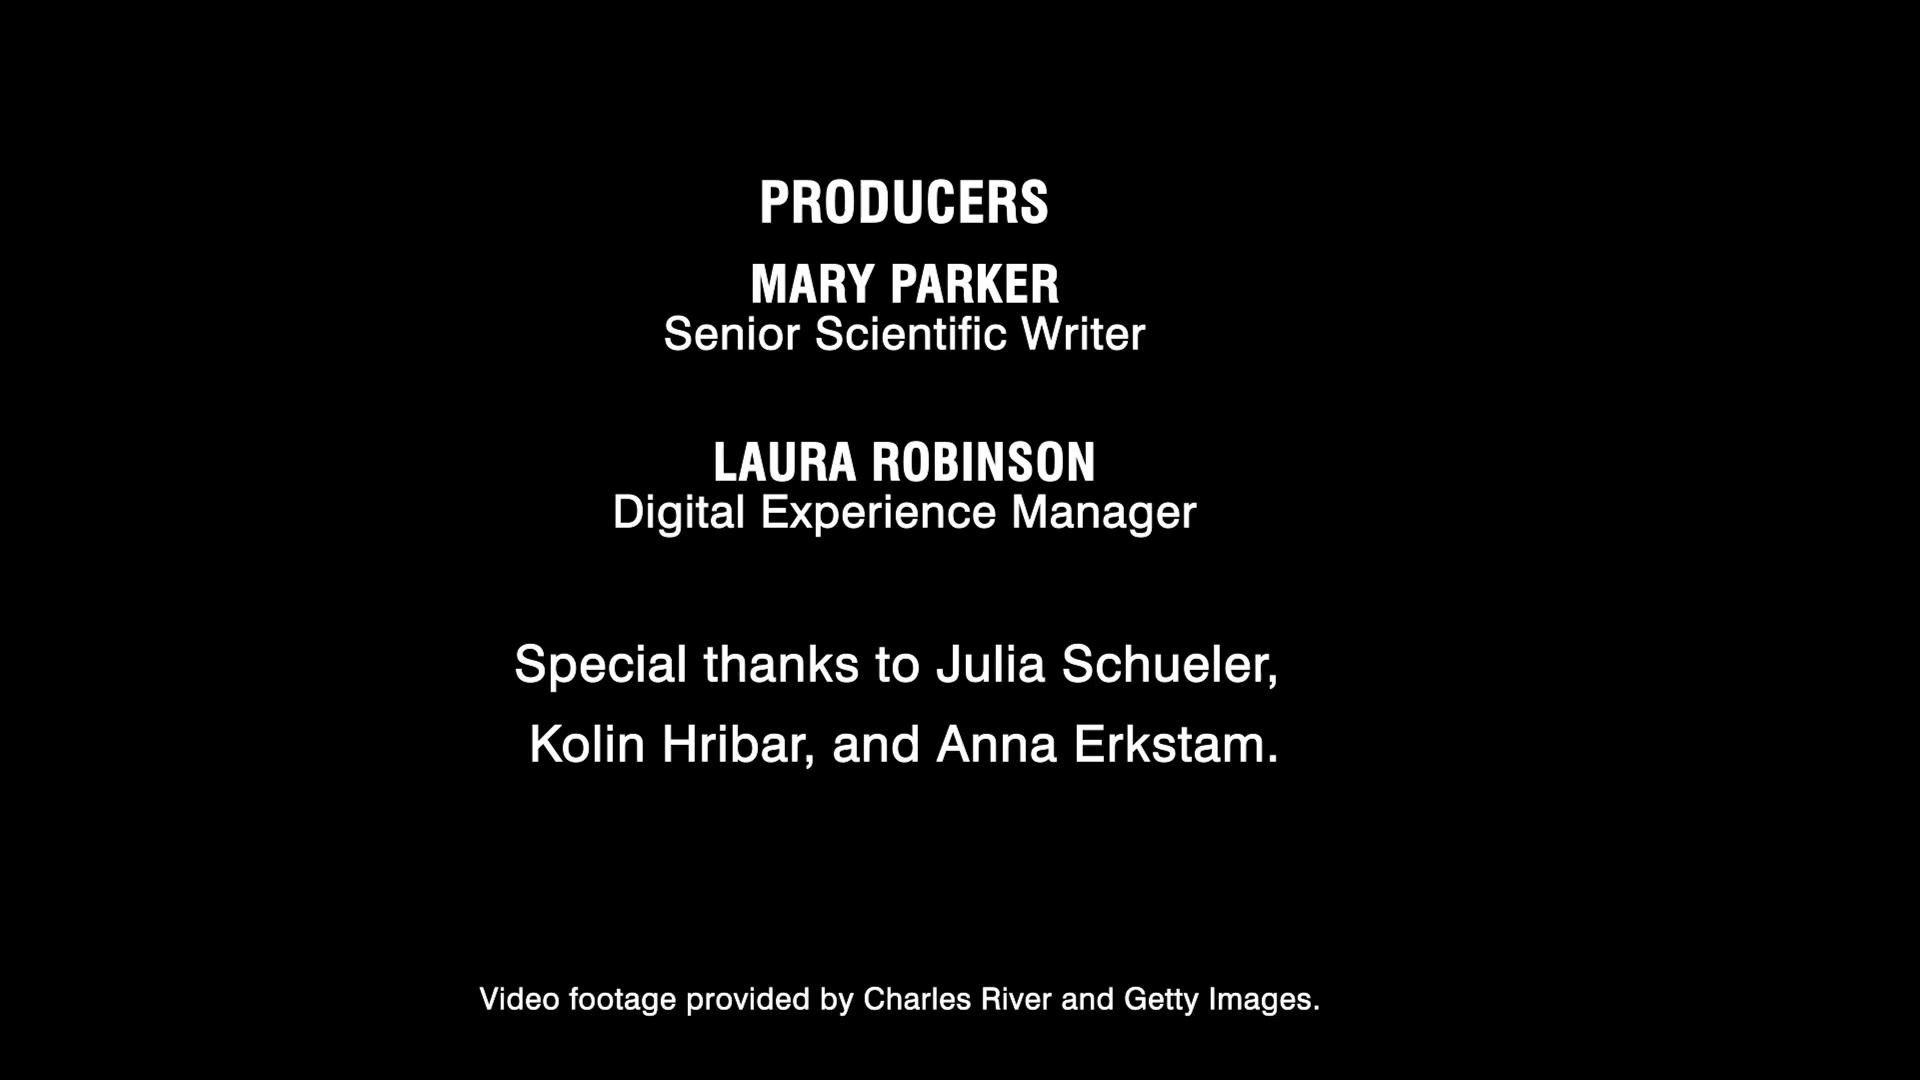 PRODUCERS
MARY PARKER
Senior Scientific Writer
LAURA ROBINSON
Digital Experience Manager
Special thanks to Julia Schueler,
Kolin Hribar, and Anna Erkstam.
Video footage provided by Charles River and Getty Images.